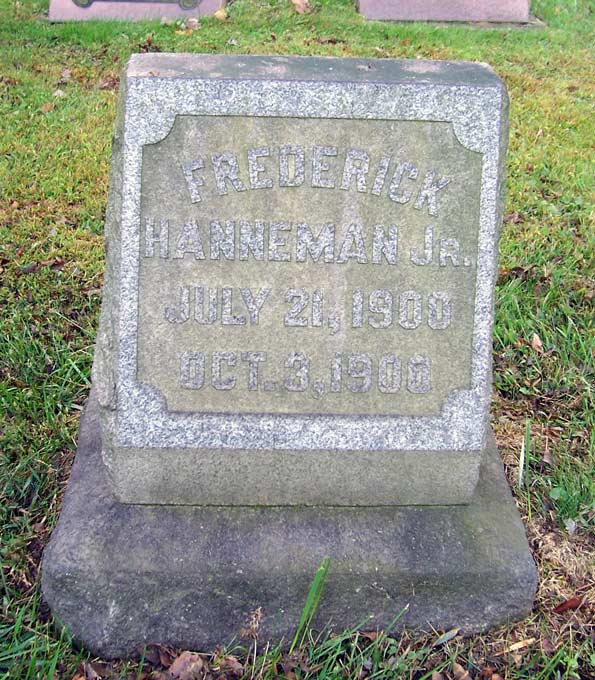 FREDERICK
HANNEMAN JR.
JULY 21, 1900
OCT. 3, 1900